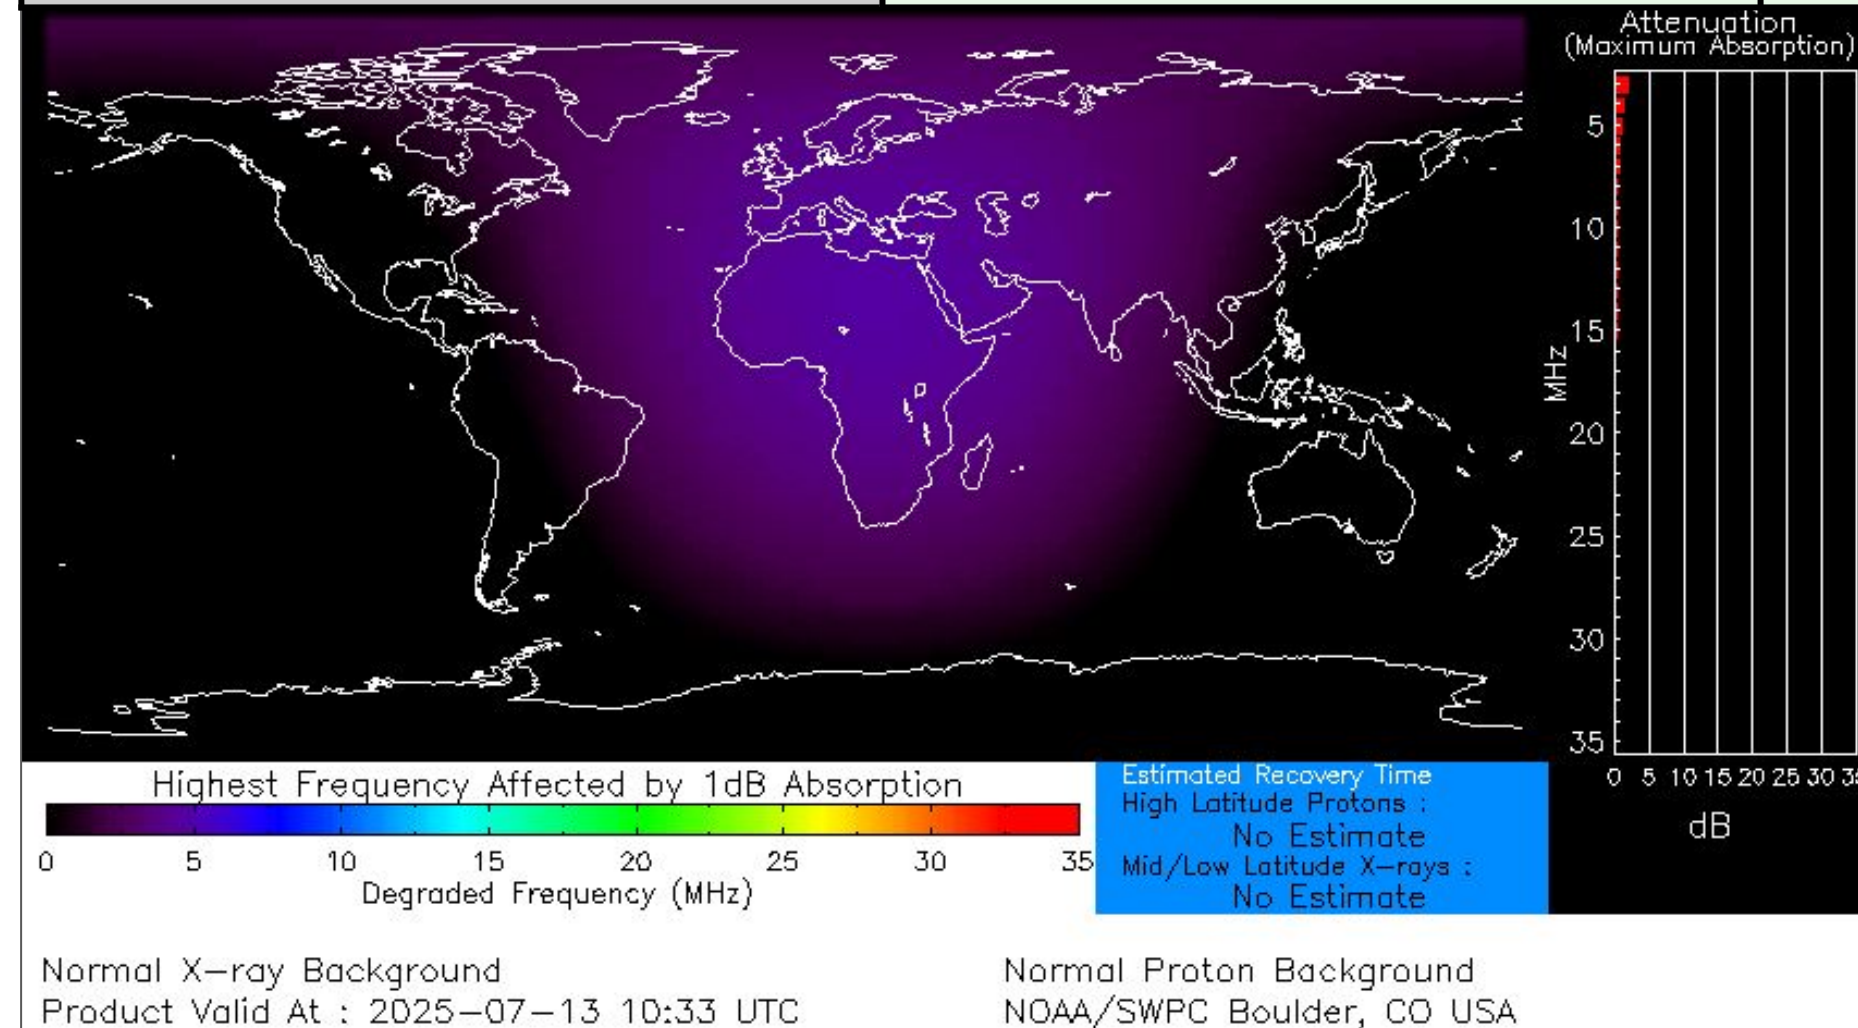 Attenuation
(Maximum Absorption)
5
10
15
20
25
30
35
MHz
0 5 10 15 20 25 30
dB
Highest Frequency Affected by 1dB Absorption
0 5 10 15 20 25 30 35
Degraded Frequency (MHz)
Estimated Recovery Time
High Latitude Protons :
No Estimate
Mid/Low Latitude X-rays :
No Estimate
Normal X-ray Background
Product Valid At : 2025-07-13 10:33 UTC
Normal Proton Background
NOAA/SWPC Boulder, CO USA